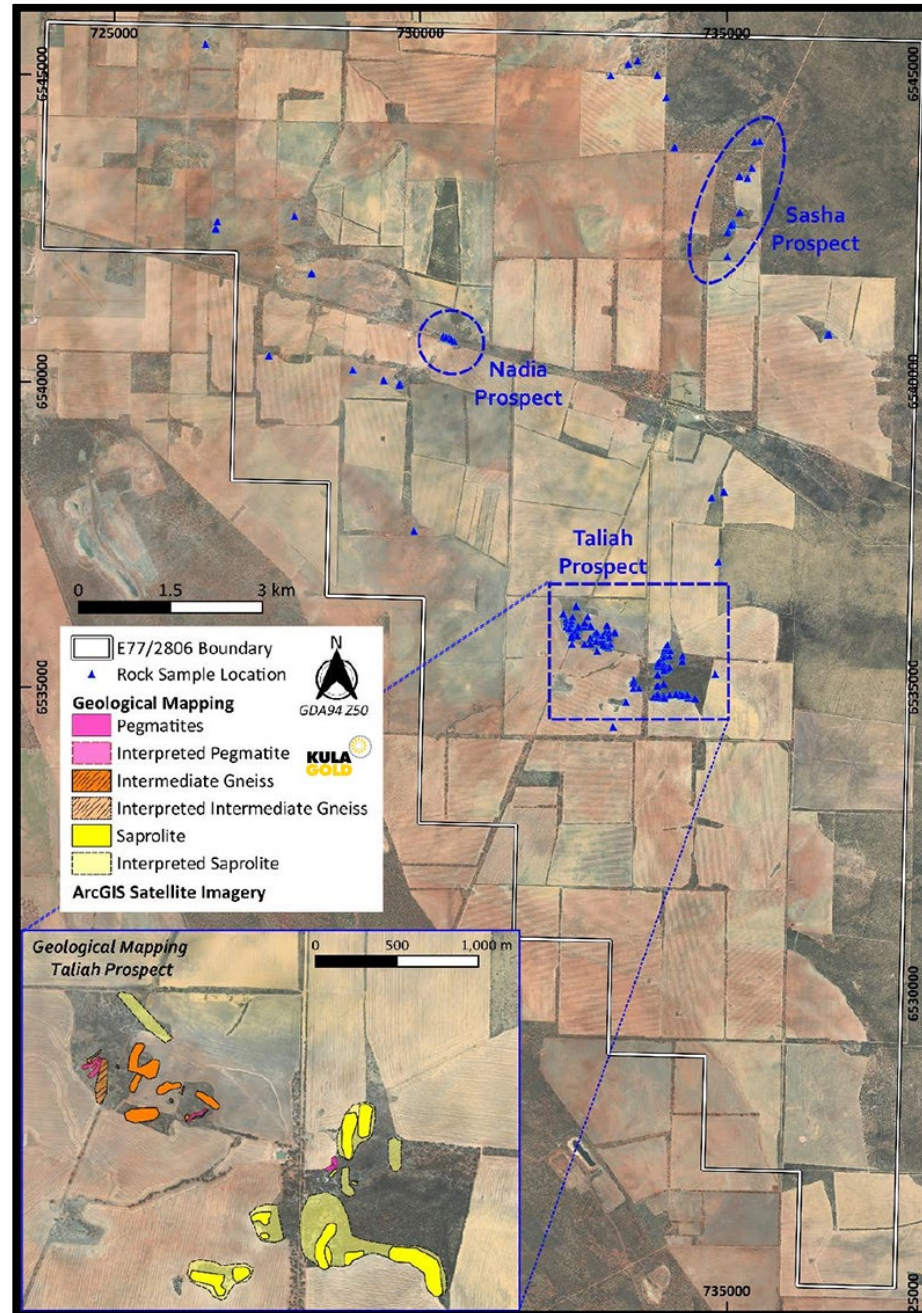 725000
730000
735000
6545000
6545000
Sasha
Prospect
Nadia
Prospect
6540000
6540000
Taliah
Prospect
0 1.5 3 km
E77/2806 Boundary
Rock Sample Location
N
GDA94 Z50
Geological Mapping
Pegmatites
Interpreted Pegmatite
Intermediate Gneiss
Interpreted Intermediate Gneiss
Saprolite
Interpreted Saprolite
ArcGIS Satellite Imagery
KULA
GOLD
6535000
6535000
6530000
Geological Mapping
Taliah Prospect
0 500 1,000 m
735000